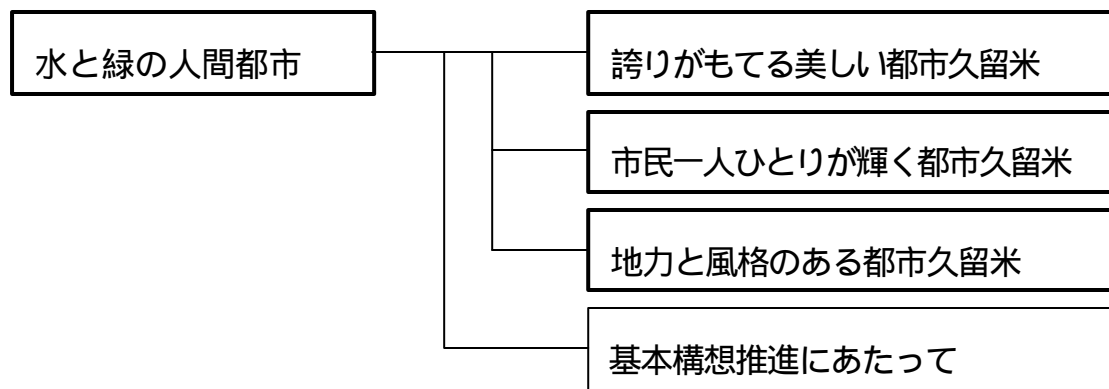 水と緑の人間都市
誇りがもてる美しい都市久留米
市民一人ひとりが輝く都市久留米
地力と風格のある都市久留米
基本構想推進にあたって